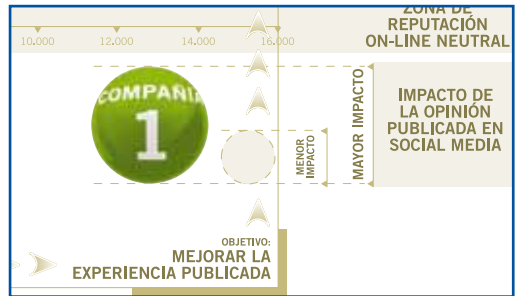 ZONA DE
REPUTACIÓN
ON-LINE NEUTRAL
10.000 12.000 14.000 16.000
COMPAÑÍA
1
MENOR
IMPACTO
MAYOR IMPACTO
IMPACTO DE
LA OPINIÓN
PUBLICADA EN
SOCIAL MEDIA
OBJETIVO:
MEJORAR LA
EXPERIENCIA PUBLICADA